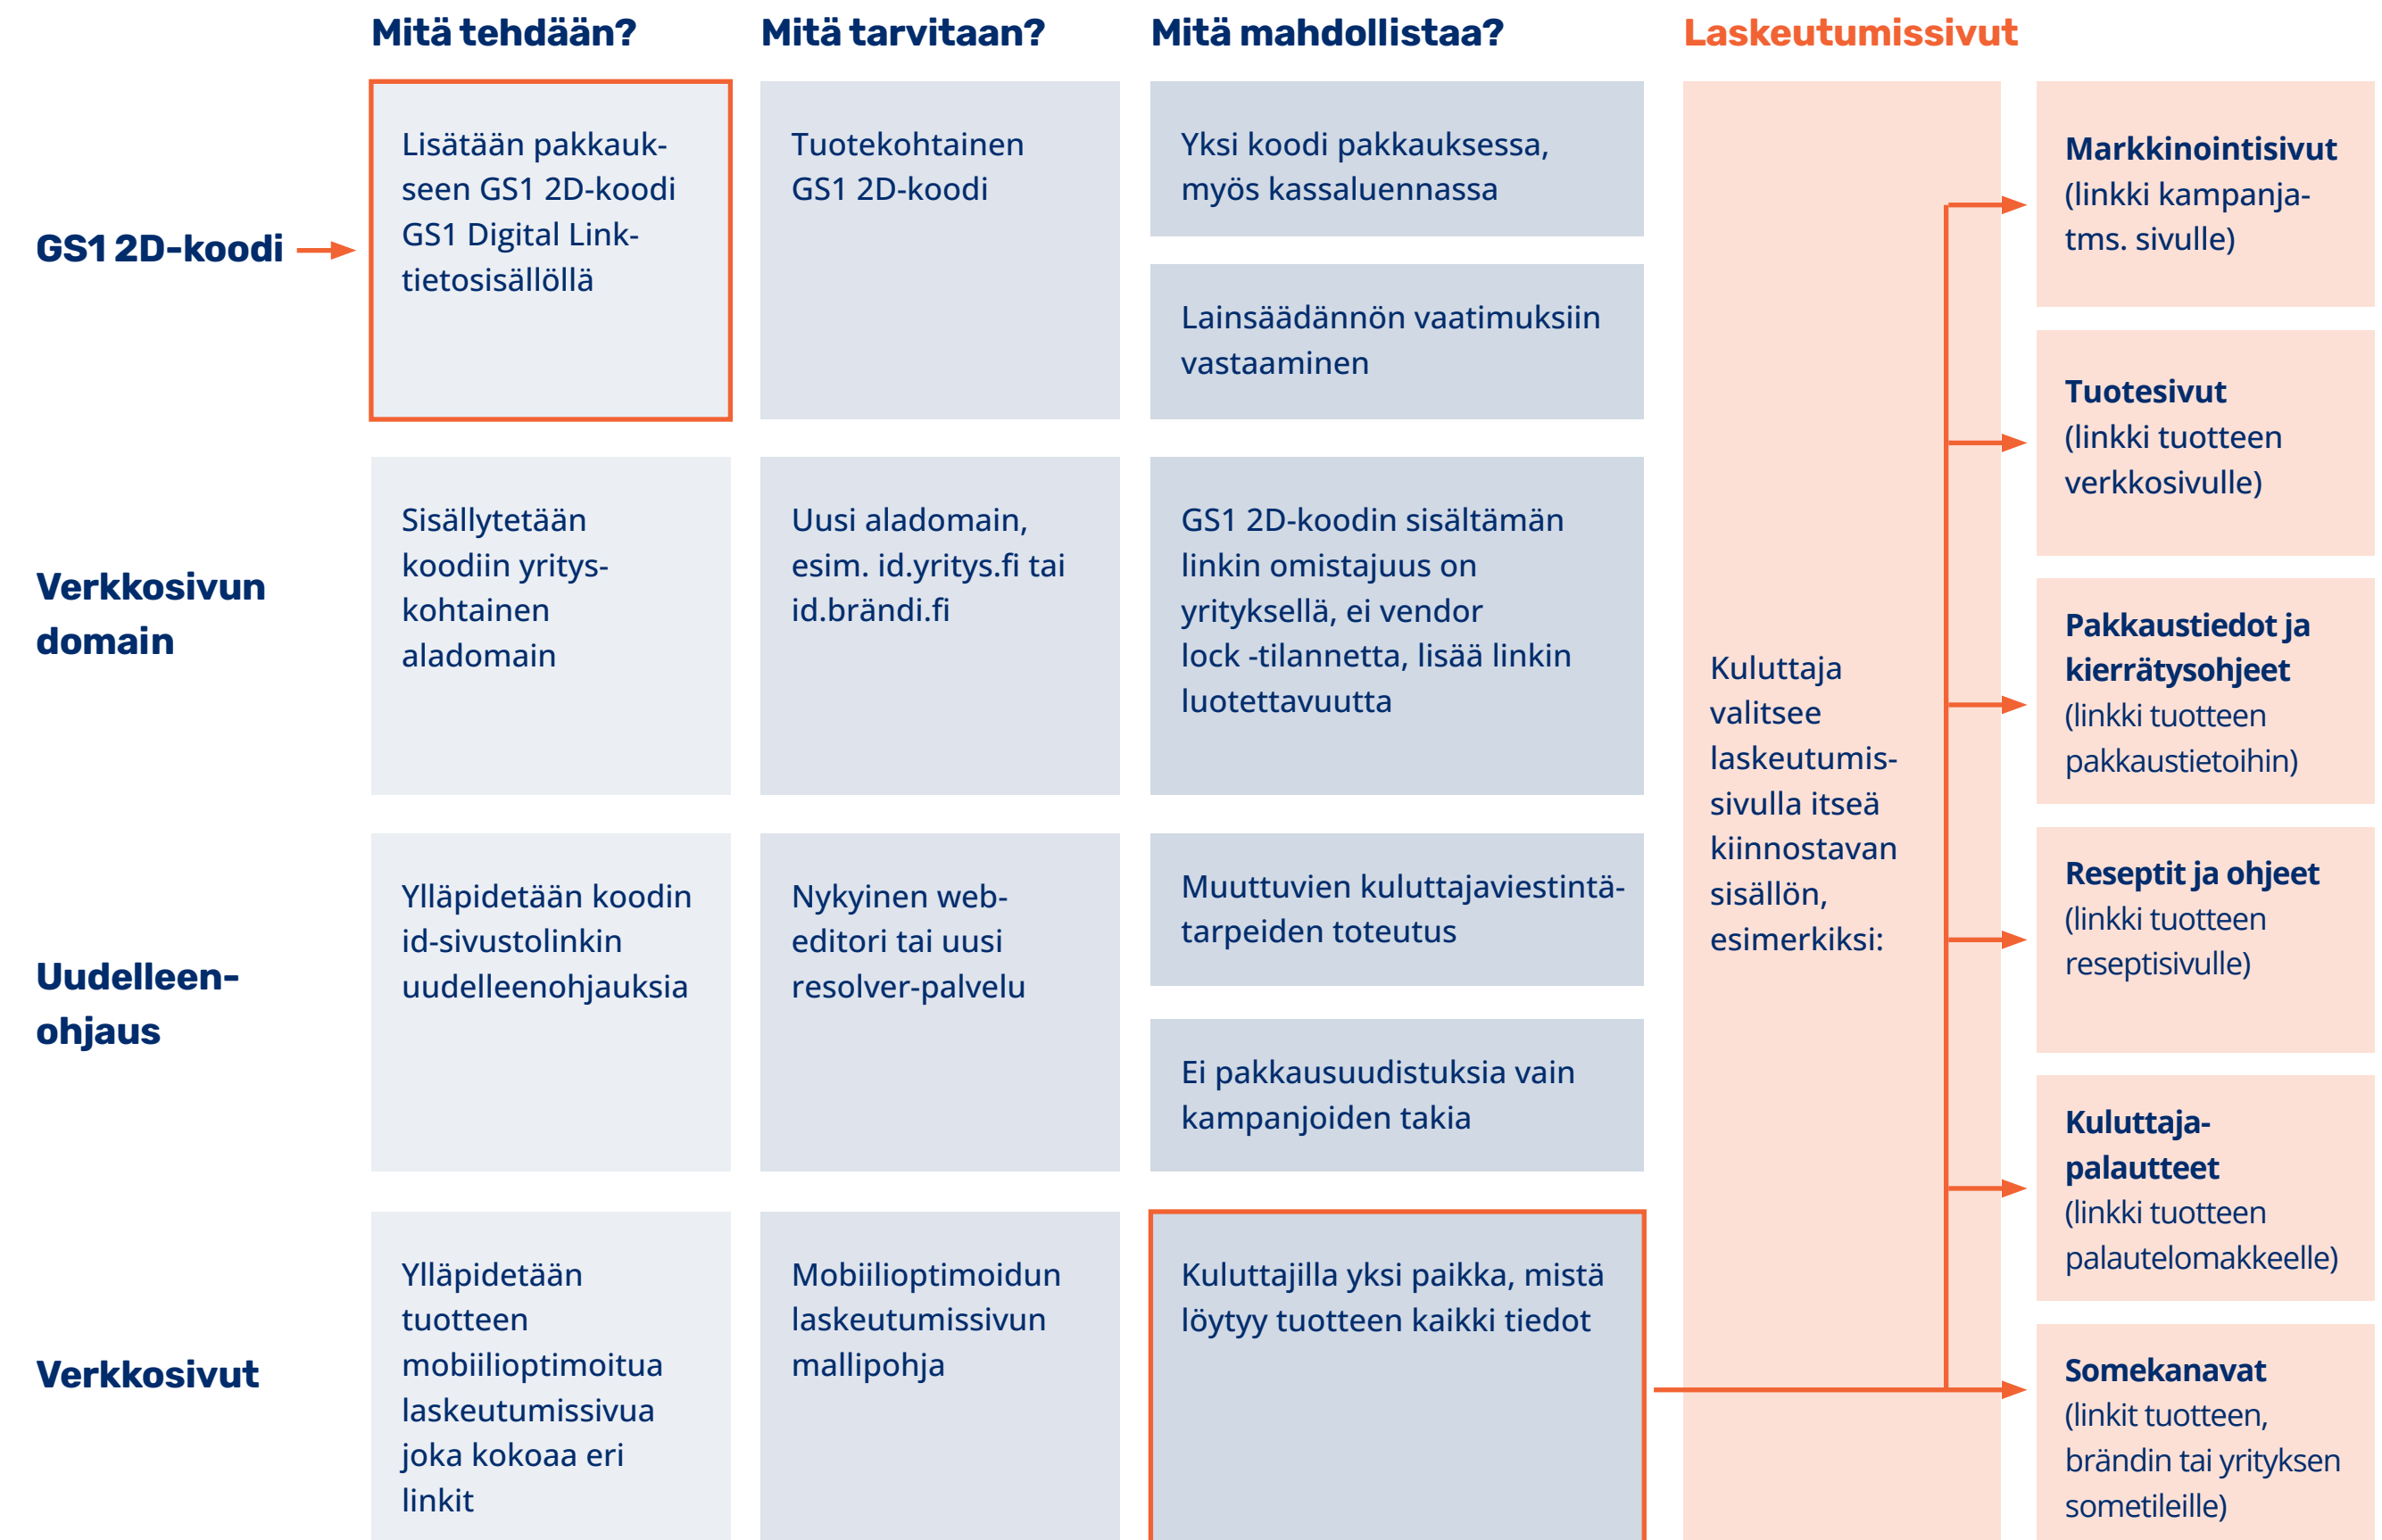 Mitä tehdään?
Mitä tarvitaan?
Mitä mahdollistaa?
Laskeutumissivut
GS1 2D-koodi
Lisätään pakkauk-
seen GS1 2D-koodi
GS1 Digital Link-
tietosisällöllä
Tuotekohtainen
GS1 2D-koodi
Yksi koodi pakkauksessa,
myös kassaluennassa
Lainsäädännön vaatimuksiin
vastaaminen
Verkkosivun
domain
Sisällytetään
koodiin yritys-
kohtainen
aladomain
Uusi aladomain,
esim. id.yritys.fi tai
id.brändi.fi
GS1 2D-koodin sisältämän
linkin omistajuus on
yrityksellä, ei vendor
lock -tilannetta, lisää linkin
luotettavuutta
Uudelleen-
ohjaus
Ylläpidetään koodin
id-sivustolinkin
uudelleenohjauksia
Nykyinen web-
editori tai uusi
resolver-palvelu
Muuttuvien kuluttajaviestintä-
tarpeiden toteutus
Ei pakkausuudistuksia vain
kampanjoiden takia
Verkkosivut
Ylläpidetään
tuotteen
mobiilioptimoitua
laskeutumissivua
joka kokoaa eri
linkit
Mobiilioptimoidun
laskeutumissivun
mallipohja
Kuluttajilla yksi paikka, mistä
löytyy tuotteen kaikki tiedot
Kuluttaja
valitsee
laskeutumis-
sivulla itseä
kiinnostavan
sisällön,
esimerkiksi:
Markkinointisivut
(linkki kampanja-
tms. sivulle)
Tuotesivut
(linkki tuotteen
verkkosivulle)
Pakkaustiedot ja
kierrätysohjeet
(linkki tuotteen
pakkaustietoihin)
Reseptit ja ohjeet
(linkki tuotteen
reseptisivulle)
Kuluttaja-
palautteet
(linkki tuotteen
palautelomakkeelle)
Somekanavat
(linkit tuotteen,
brändin tai yrityksen
sometileille)